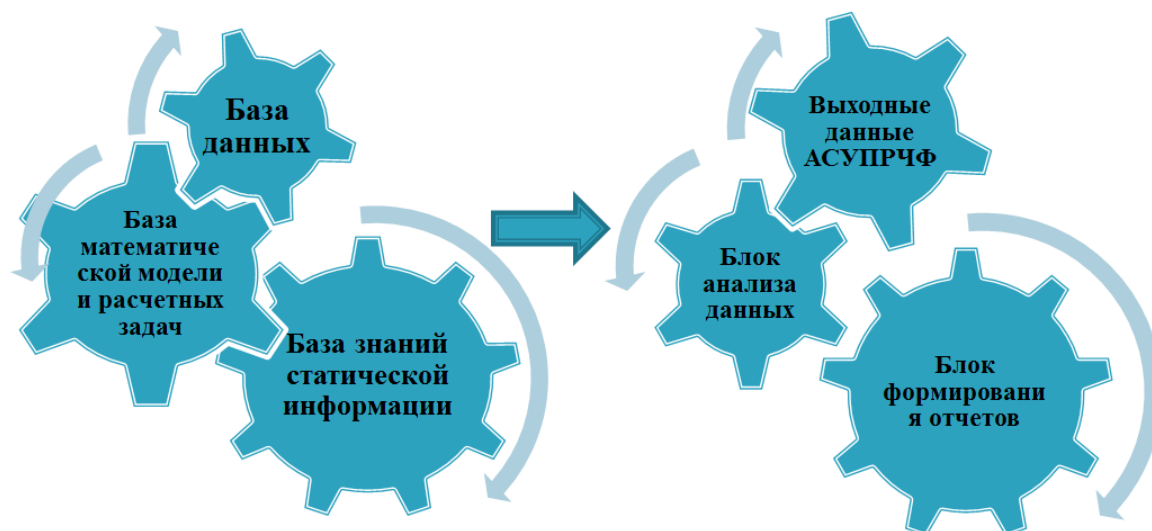 База
данных
База
математиче
ской модели
и расчетных
задач
База знаний
статической
информации
Выходные
данные
АСУПРЧФ
Блок
анализа
данных
Блок
формировани
я отчетов